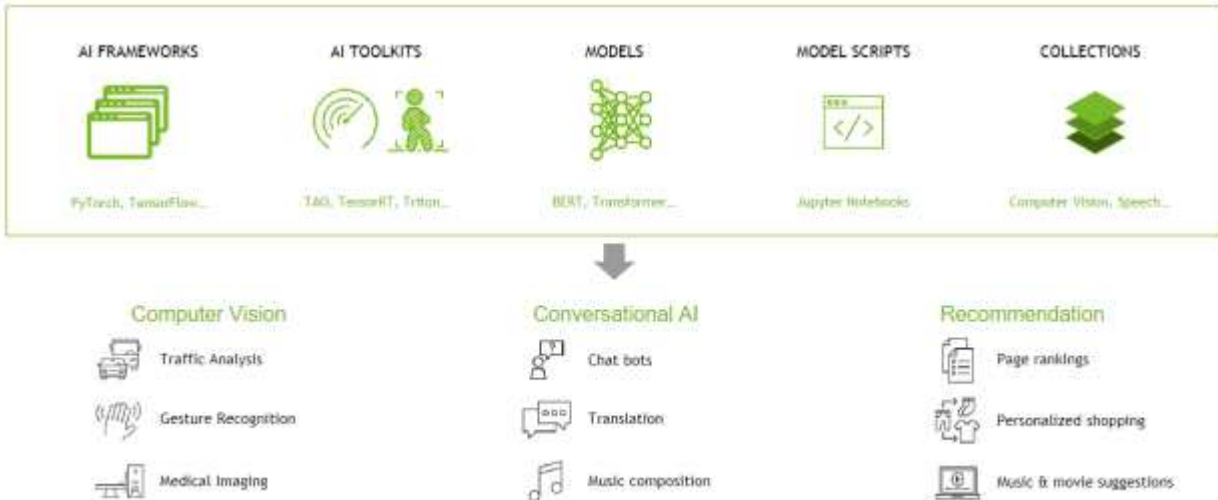 AI FRAMEWORKS
AI TOOLKITS
MODELS
MODEL SCRIPTS
COLLECTIONS
PyTorch, TensorFlow...
TAO, TensorRT, Triton...
BERT, Transformer...
Jupyter Notebooks
Computer Vision, Speech...
Computer Vision
Traffic Analysis
Gesture Recognition
Medical Imaging
Conversational AI
Chat bots
Translation
Music composition
Recommendation
Page rankings
Personalized shopping
Music & movie suggestions